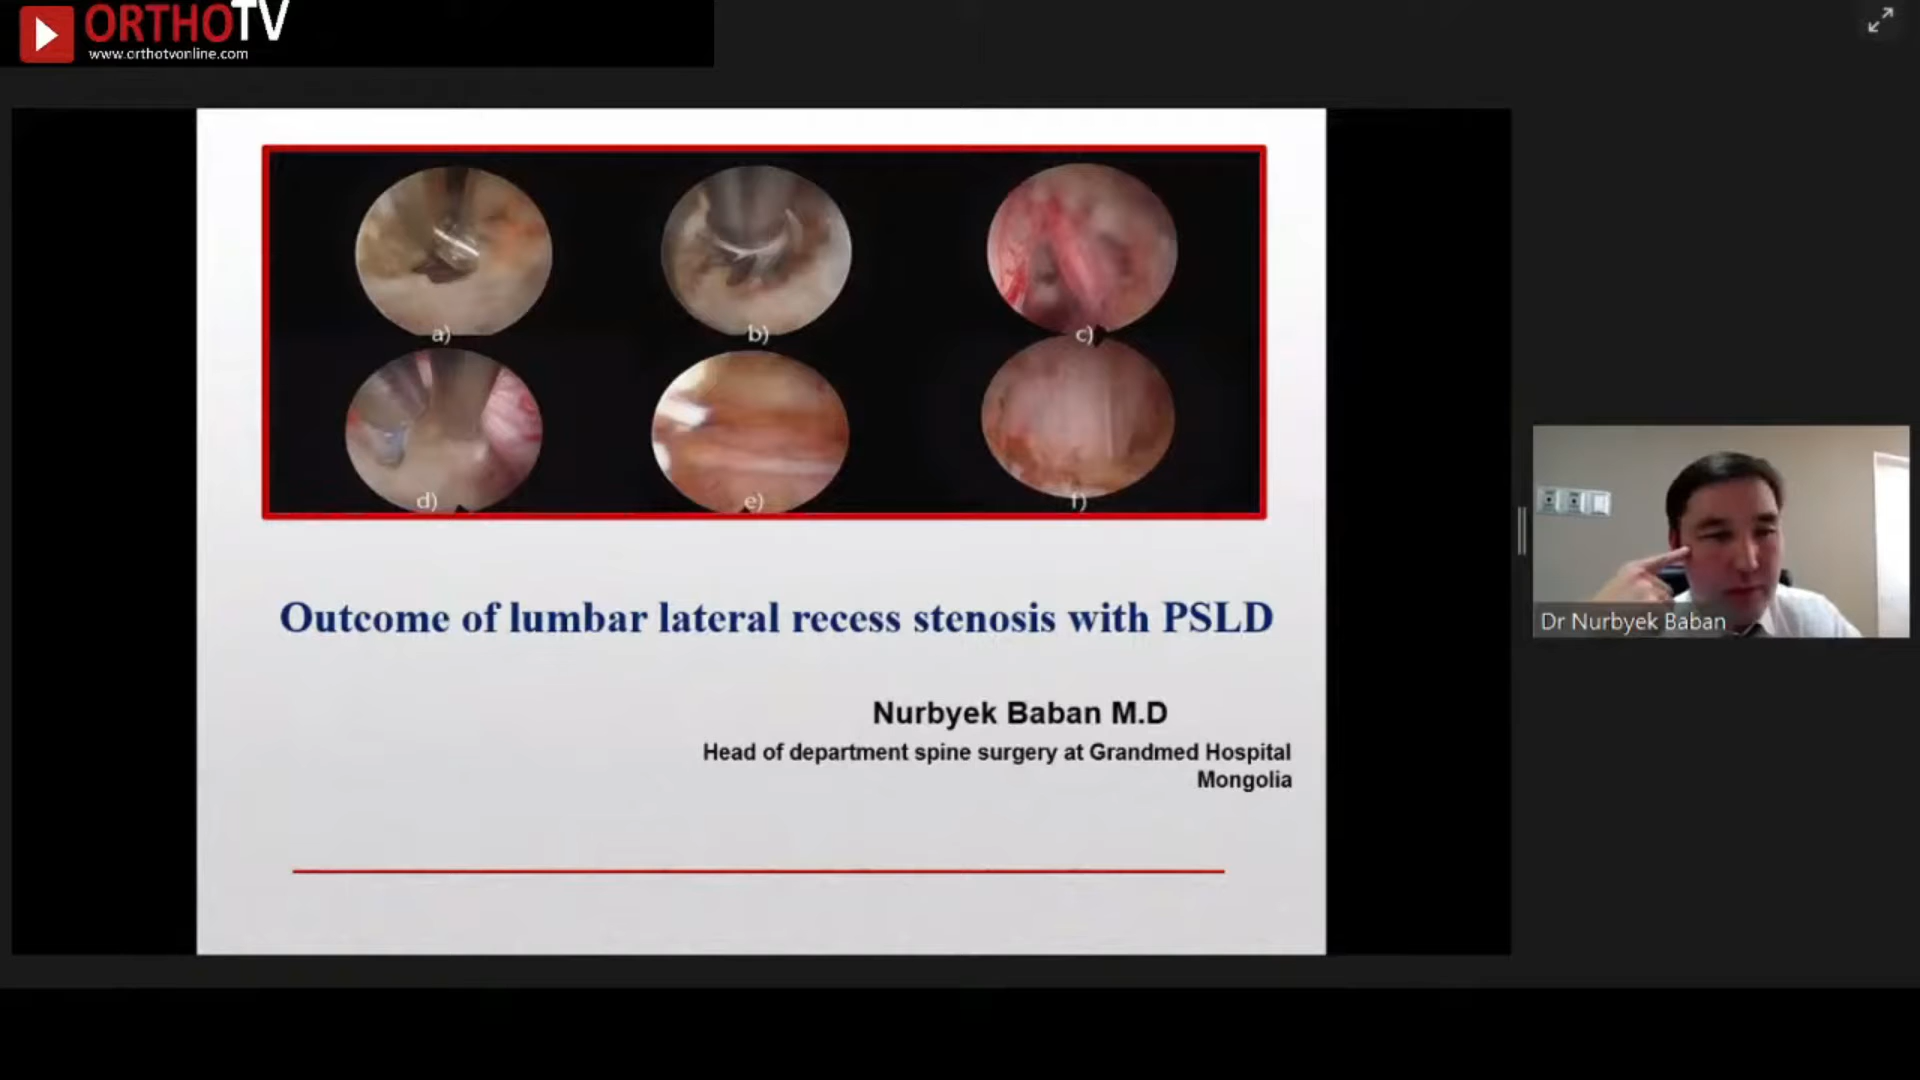 ORTHOTV
www.orthotvonline.com
a)
b)
c)
d)
e)
f)
Outcome of lumbar lateral recess stenosis with PSLD
Nurbyek Baban M.D
Head of department spine surgery at Grandmed Hospital
Mongolia
Dr Nurbyek Baban